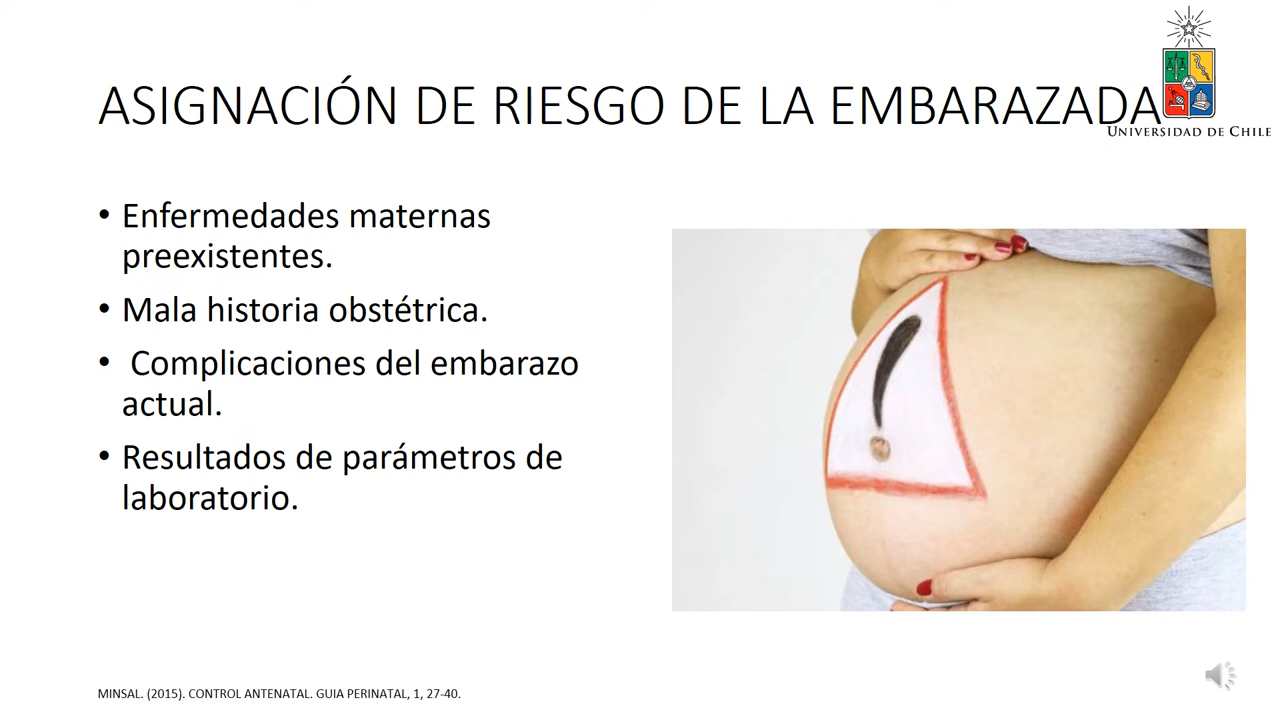 ASIGNACIÓN DE RIESGO DE LA EMBARAZADA
UNIVERSIDAD DE CHILE
• Enfermedades maternas
preexistentes.
• Mala historia obstétrica.
• Complicaciones del embarazo
actual.
• Resultados de parámetros de
laboratorio.
!
MINSAL. (2015). CONTROL ANTENATAL. GUIA PERINATAL, 1, 27-40.